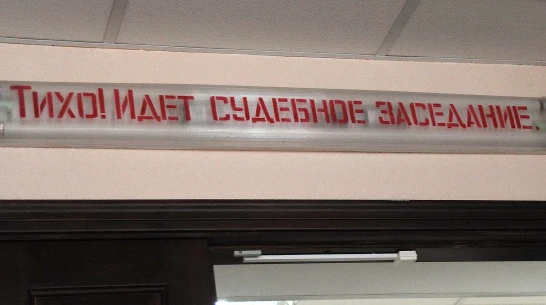 Тихо! Идет судебное заседание.